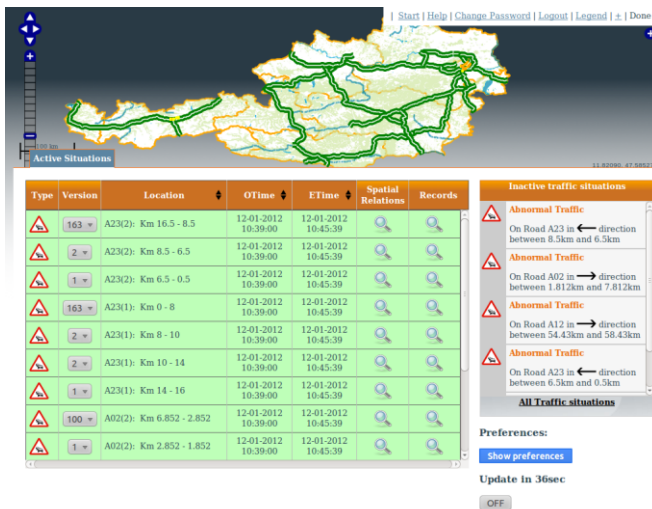 | Start | Help | Change Password | Logout | Legend | ± | Done
Active Situations
Type Version Location OTime ETime Spatial Relations Records
163 A23(2): Km 16.5 - 8.5 12-01-2012 10:39:00 12-01-2012 10:45:39
2 A23(2): Km 8.5 - 6.5 12-01-2012 10:39:00 12-01-2012 10:45:39
1 A23(2): Km 6.5 - 0.5 12-01-2012 10:39:00 12-01-2012 10:45:39
163 A23(1): Km 0 - 8 12-01-2012 10:39:00 12-01-2012 10:45:39
2 A23(1): Km 8 - 10 12-01-2012 10:39:00 12-01-2012 10:45:39
2 A23(1): Km 10 - 14 12-01-2012 10:39:00 12-01-2012 10:45:39
1 A23(1): Km 14 - 16 12-01-2012 10:39:00 12-01-2012 10:45:39
100 A02(2): Km 6.852 - 2.852 12-01-2012 10:39:00 12-01-2012 10:45:39
1 A02(2): Km 2.852 - 1.852 12-01-2012 10:39:00 12-01-2012 10:45:39
Inactive traffic situations
Abnormal Traffic
On Road A23 in ← direction
between 8.5km and 6.5km
Abnormal Traffic
On Road A02 in → direction
between 1.812km and 7.812km
Abnormal Traffic
On Road A12 in → direction
between 54.43km and 58.43km
Abnormal Traffic
On Road A23 in ← direction
between 6.5km and 0.5km
All Traffic situations
Preferences:
Show preferences
Update in 36sec
OFF